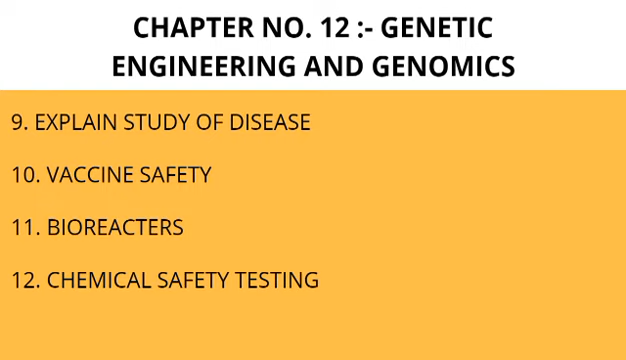 CHAPTER NO. 12 :- GENETIC
ENGINEERING AND GENOMICS
9. EXPLAIN STUDY OF DISEASE
10. VACCINE SAFETY
11. BIOREACTERS
12. CHEMICAL SAFETY TESTING